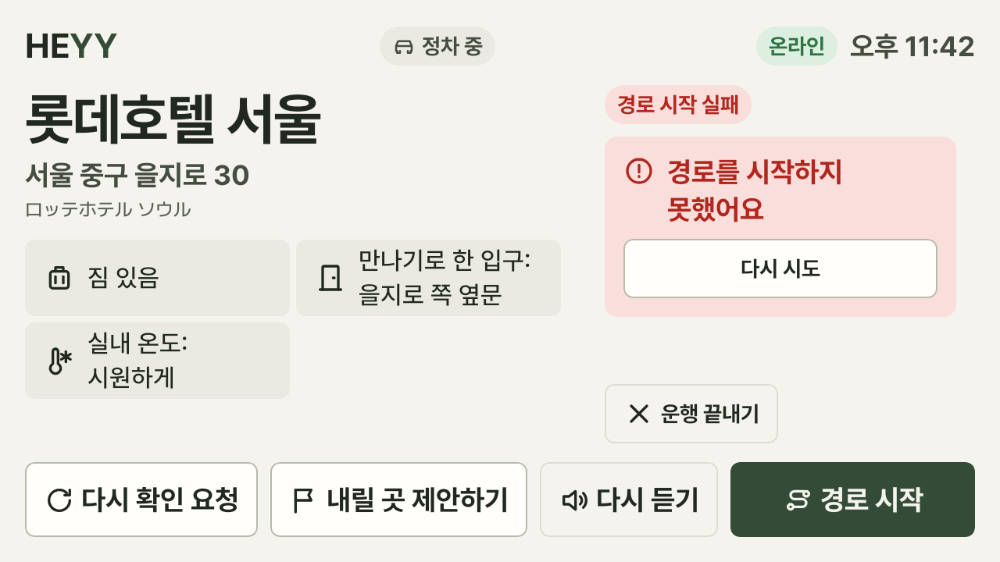 HEYY
정차 중
온라인
오후 11:42
롯데호텔 서울
서울 중구 을지로 30
ロッテホテル ソウル
짐 있음
만나기로 한 입구:
을지로 쪽 옆문
실내 온도:
시원하게
경로 시작 실패
경로를 시작하지
못했어요
다시 시도
운행 끝내기
다시 확인 요청
내릴 곳 제안하기
다시 듣기
경로 시작